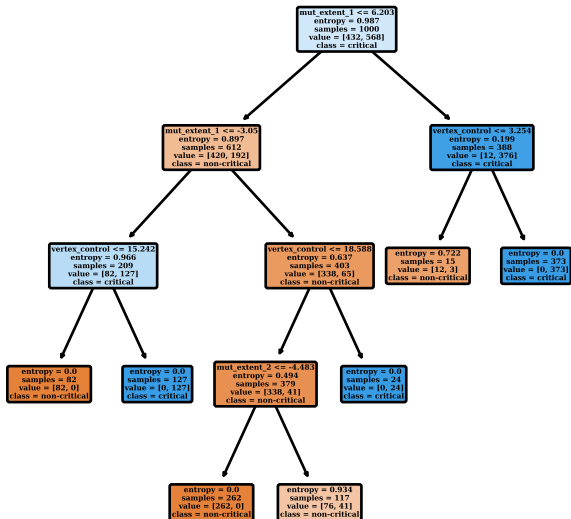 mut_extent_1 <= 6.203
entropy = 0.987
samples = 1000
value = [432, 568]
class = critical
mut_extent_1 <= -3.05
entropy = 0.897
samples = 612
value = [420, 192]
class = non-critical
vertex_control <= 3.254
entropy = 0.199
samples = 388
value = [12, 376]
class = critical
vertex_control <= 15.242
entropy = 0.966
samples = 209
value = [82, 127]
class = critical
vertex_control <= 18.588
entropy = 0.637
samples = 403
value = [338, 65]
class = non-critical
entropy = 0.722
samples = 15
value = [12, 3]
class = non-critical
entropy = 0.0
samples = 373
value = [0, 373]
class = critical
entropy = 0.0
samples = 82
value = [82, 0]
class = non-critical
entropy = 0.0
samples = 127
value = [0, 127]
class = critical
mut_extent_2 <= -4.483
entropy = 0.494
samples = 379
value = [338, 41]
class = non-critical
entropy = 0.0
samples = 24
value = [0, 24]
class = critical
entropy = 0.0
samples = 262
value = [262, 0]
class = non-critical
entropy = 0.934
samples = 117
value = [76, 41]
class = non-critical